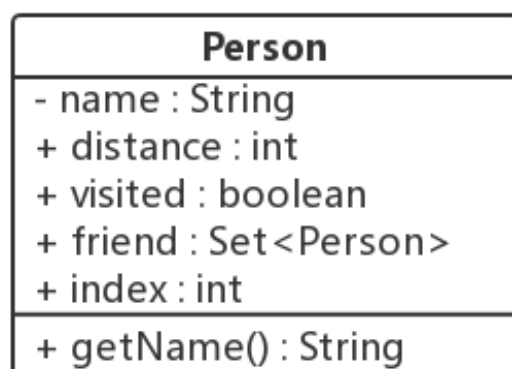 Person
- name : String
+ distance : int
+ visited : boolean
+ friend : Set<Person>
+ index : int
+ getName() : String